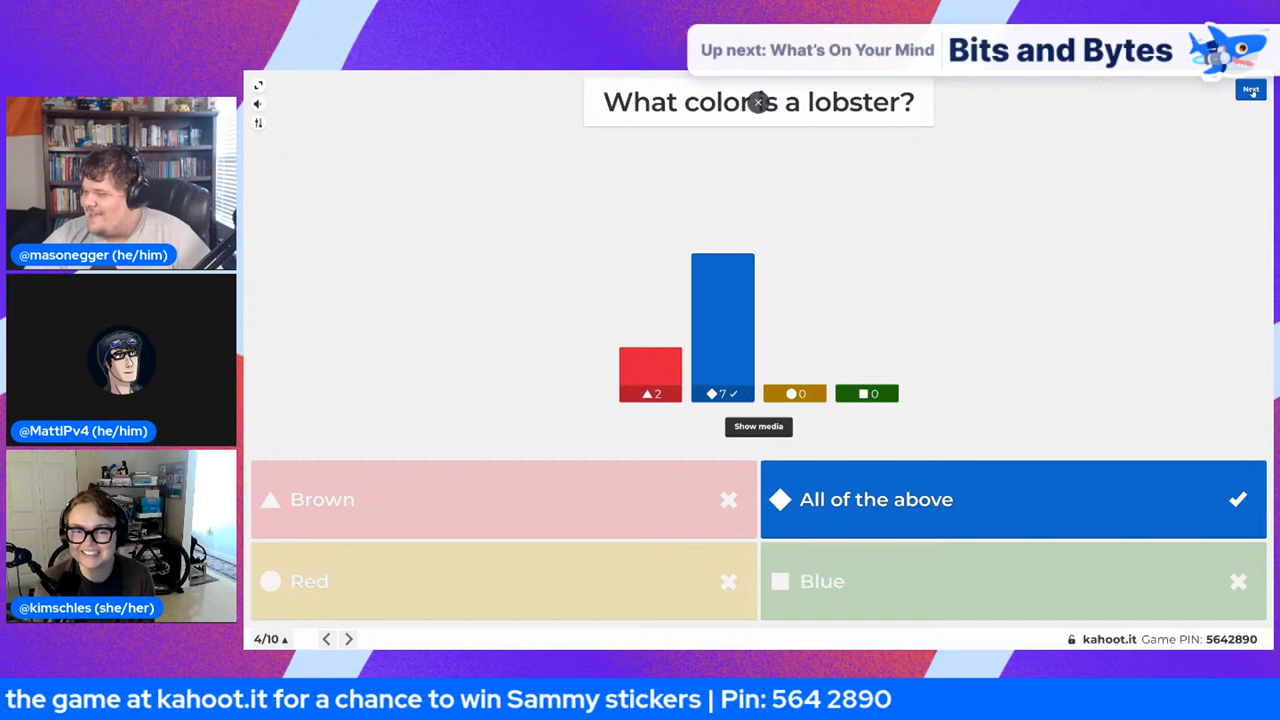 Up next: What's On Your Mind
Bits and Bytes
Next
What color is a lobster?
@masonegger (he/him)
@MattIPv4 (he/him)
@kimschles (she/her)
2
7
0
0
Show media
Brown
All of the above
Red
Blue
4/10
kahoot.it Game PIN: 5642890
the game at kahoot.it for a chance to win Sammy stickers | Pin: 564 2890